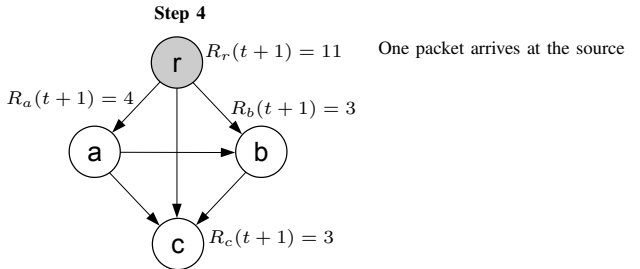 Step 4
r
R_r(t + 1) = 11
One packet arrives at the source
R_a(t + 1) = 4
R_b(t + 1) = 3
a
b
c
R_c(t + 1) = 3